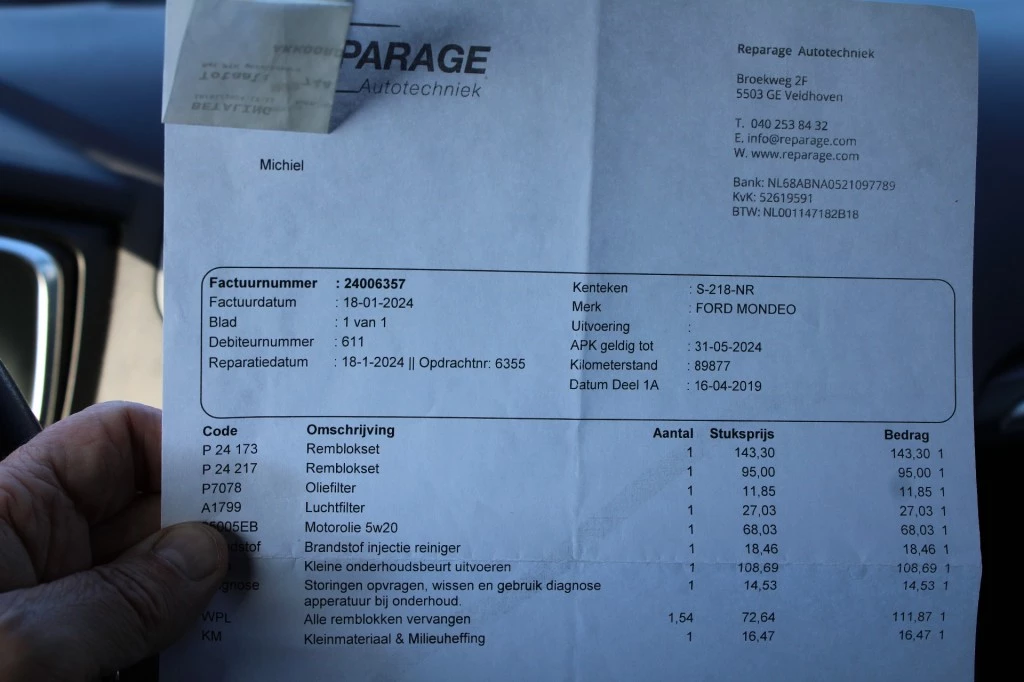 PARAGE
Autotechniek
Reparage Autotechniek
Broekweg 2F
5503 GE Veldhoven
T. 040 253 84 32
E. info@reparage.com
W. www.reparage.com
Bank: NL68ABNA0521097789
KvK: 52619591
BTW: NL001147182B18
AKKOORD
Totaal:
BETALING
Michiel
Factuurnummer : 24006357
Factuurdatum : 18-01-2024
Blad : 1 van 1
Debiteurnummer : 611
Reparatiedatum : 18-1-2024 || Opdrachtnr: 6355
Kenteken : S-218-NR
Merk : FORD MONDEO
Uitvoering :
APK geldig tot : 31-05-2024
Kilometerstand : 89877
Datum Deel 1A : 16-04-2019
Code Omschrijving Aantal Stuksprijs Bedrag
P 24 173 Remblokset 1 143,30 143,30 1
P 24 217 Remblokset 1 95,00 95,00 1
P7078 Oliefilter 1 11,85 11,85 1
A1799 Luchtfilter 1 27,03 27,03 1
005EB Motorolie 5w20 1 68,03 68,03 1
dstof Brandstof injectie reiniger 1 18,46 18,46 1
Kleine onderhoudsbeurt uitvoeren 1 108,69 108,69 1
gnose Storingen opvragen, wissen en gebruik diagnose 1 14,53 14,53 1
apperatuur bij onderhoud.
WPL Alle remblokken vervangen 1,54 72,64 111,87 1
KM Kleinmateriaal & Milieuheffing 1 16,47 16,47 1